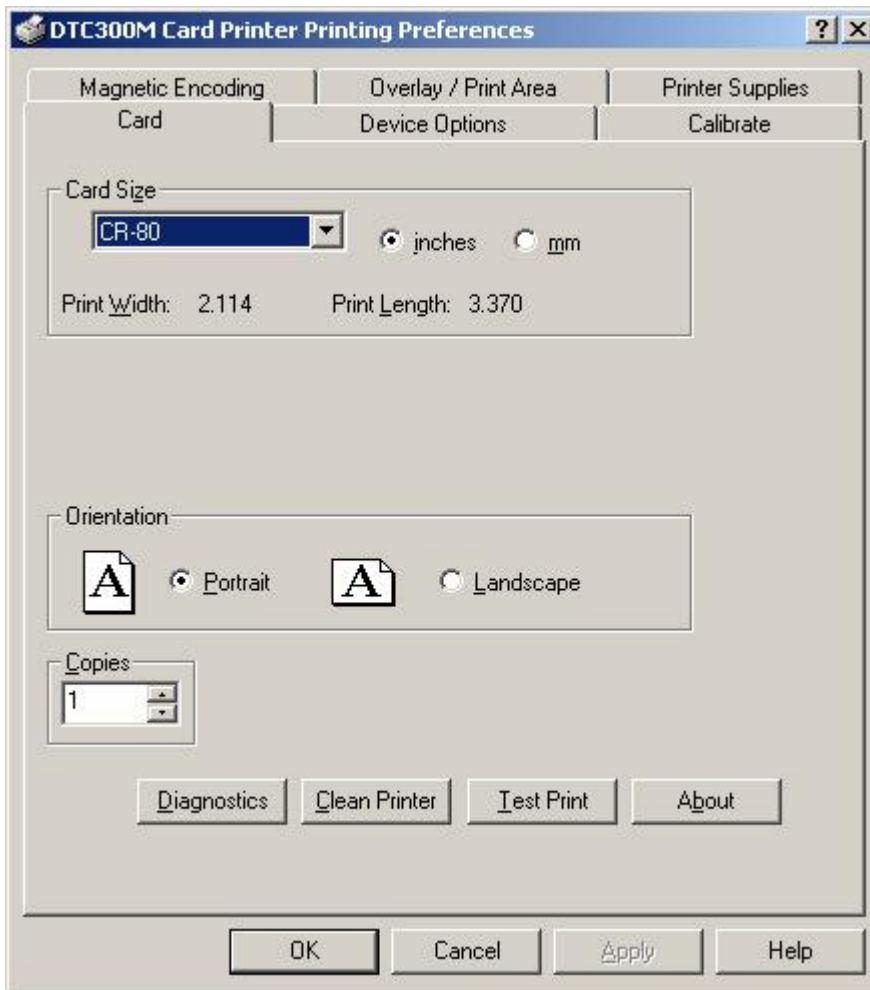 DTC300M Card Printer Printing Preferences
Magnetic Encoding Overlay / Print Area Printer Supplies
Card Device Options Calibrate
Card Size
CR-80 inches mm
Print Width: 2.114 Print Length: 3.370
Orientation
A Portrait A Landscape
Copies
1
Diagnostics Clean Printer Test Print About
OK Cancel Apply Help